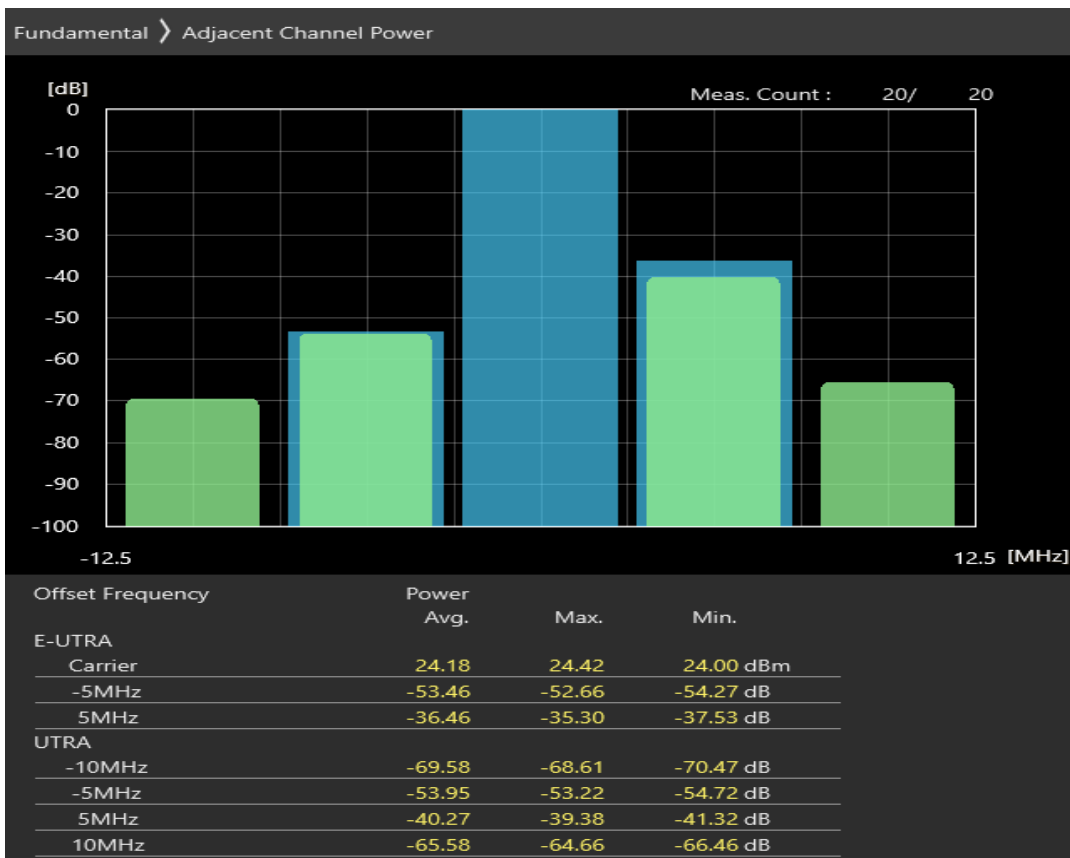 Fundamental 〉 Adjacent Channel Power
[dB]
Meas. Count : 20/ 20
0
-10
-20
-30
-40
-50
-60
-70
-80
-90
-100
-12.5 12.5 [MHz]
Offset Frequency Power
Avg. Max. Min.
E-UTRA
Carrier 24.18 24.42 24.00 dBm
-5MHz -53.46 -52.66 -54.27 dB
5MHz -36.46 -35.30 -37.53 dB
UTRA
-10MHz -69.58 -68.61 -70.47 dB
-5MHz -53.95 -53.22 -54.72 dB
5MHz -40.27 -39.38 -41.32 dB
10MHz -65.58 -64.66 -66.46 dB